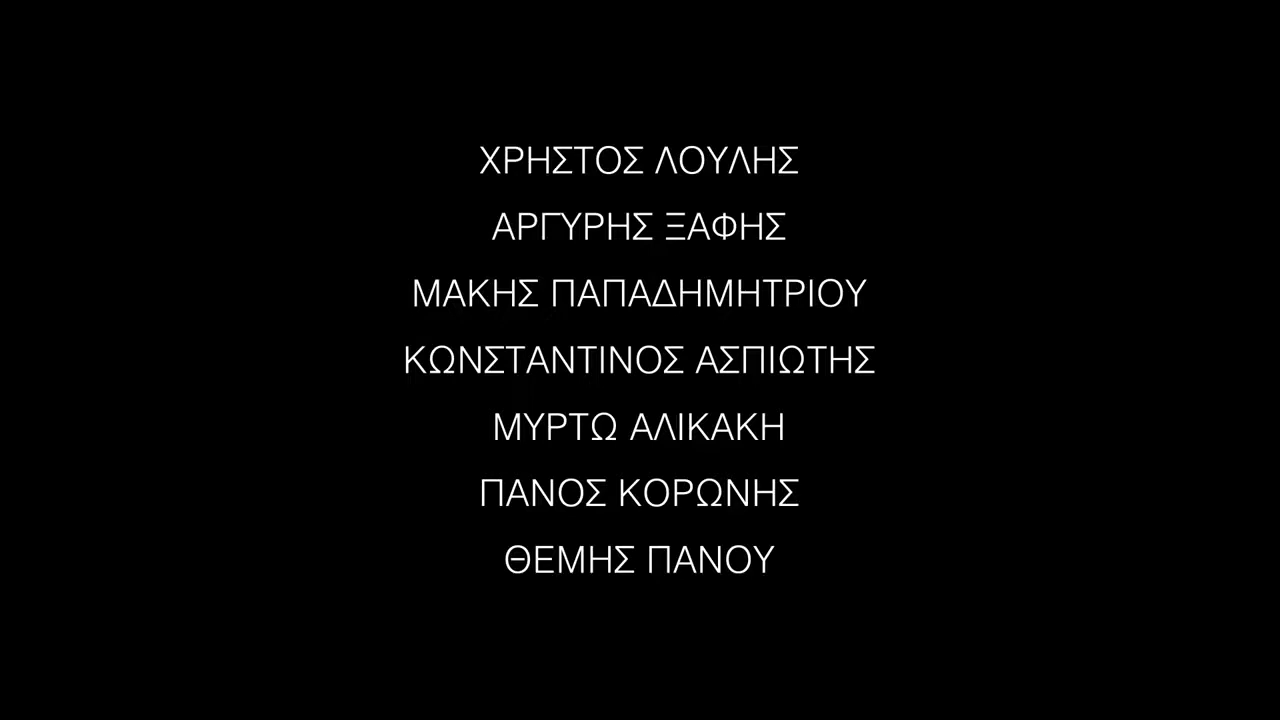 ΧΡΗΣΤΟΣ ΛΟΥΛΗΣ
ΑΡΓΥΡΗΣ ΞΑΦΗΣ
ΜΑΚΗΣ ΠΑΠΑΔΗΜΗΤΡΙΟΥ
ΚΩΝΣΤΑΝΤΙΝΟΣ ΑΣΠΙΩΤΗΣ
ΜΥΡΤΩ ΑΛΙΚΑΚΗ
ΠΑΝΟΣ ΚΟΡΩΝΗΣ
ΘΕΜΗΣ ΠΑΝΟΥ